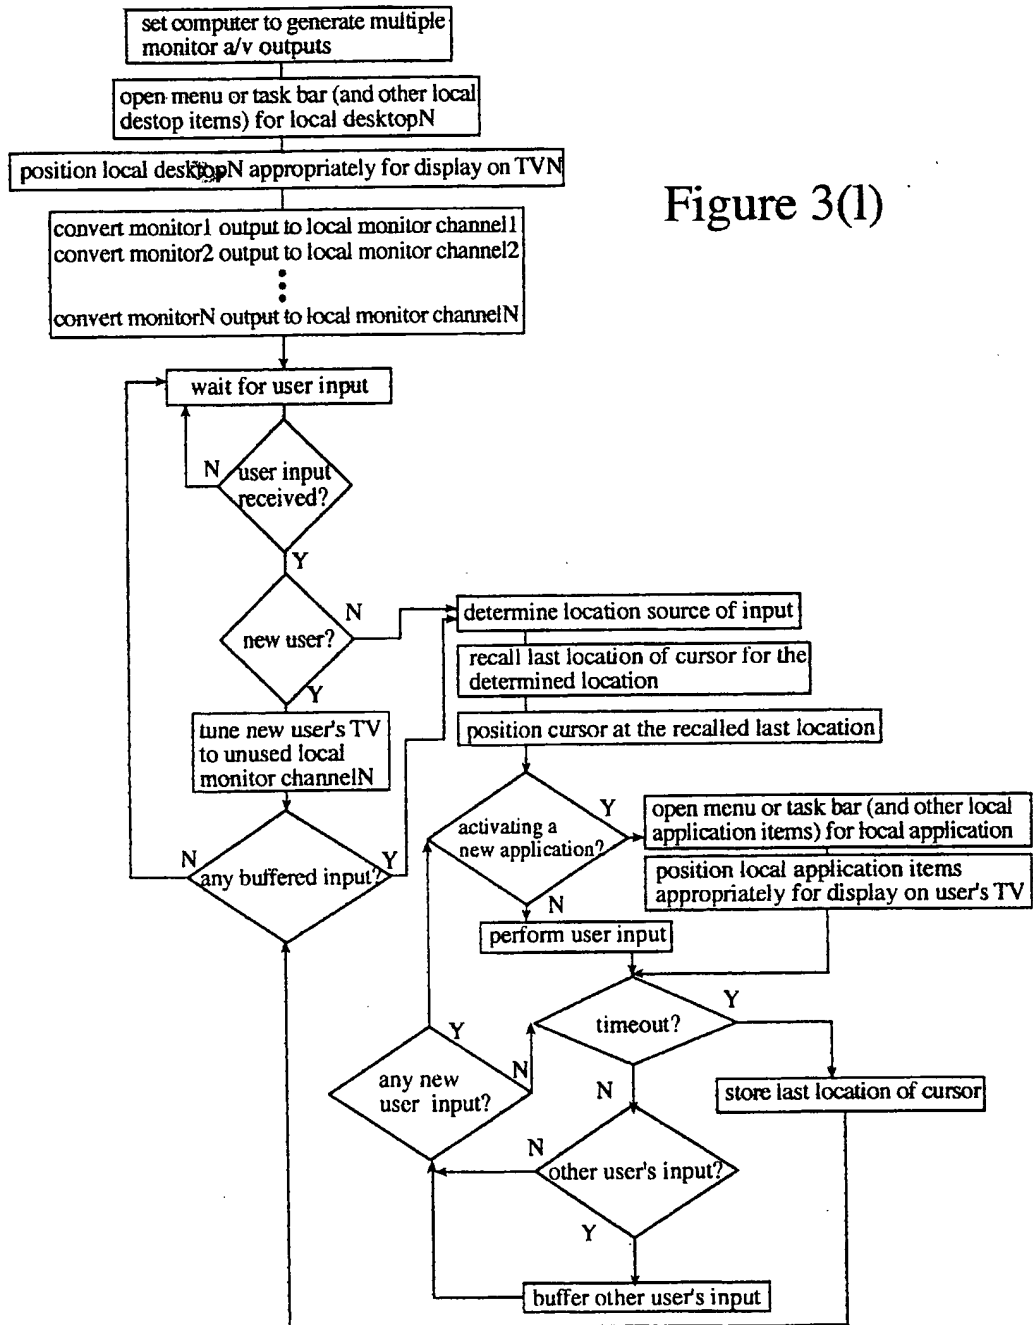 set computer to generate multiple
monitor a/v outputs
open menu or task bar (and other local
destop items) for local desktopN
position local desktopN appropriately for display on TVN
Figure 3(l)
convert monitor1 output to local monitor channel1
convert monitor2 output to local monitor channel2
convert monitorN output to local monitor channelN
wait for user input
N
user input
received?
Y
new user?
N
Y
determine location source of input
recall last location of cursor for the
determined location
position cursor at the recalled last location
tune new user's TV
to unused local
monitor channelN
any buffered input?
N
Y
activating a
new application?
Y
N
open menu or task bar (and other local
application items) for local application
position local application items
appropriately for display on user's TV
perform user input
timeout?
Y
N
any new
user input?
Y
N
store last location of cursor
other user's input?
N
Y
buffer other user's input